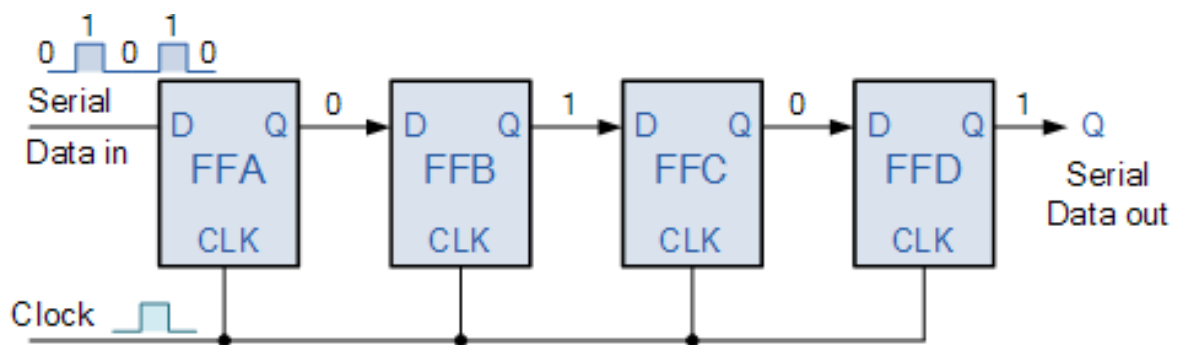 1 1
0 0 0
Serial
Data in
D Q 0 D Q 1 D Q 0 D Q 1 Q
FFA FFB FFC FFD
Serial
Data out
CLK CLK CLK CLK
Clock